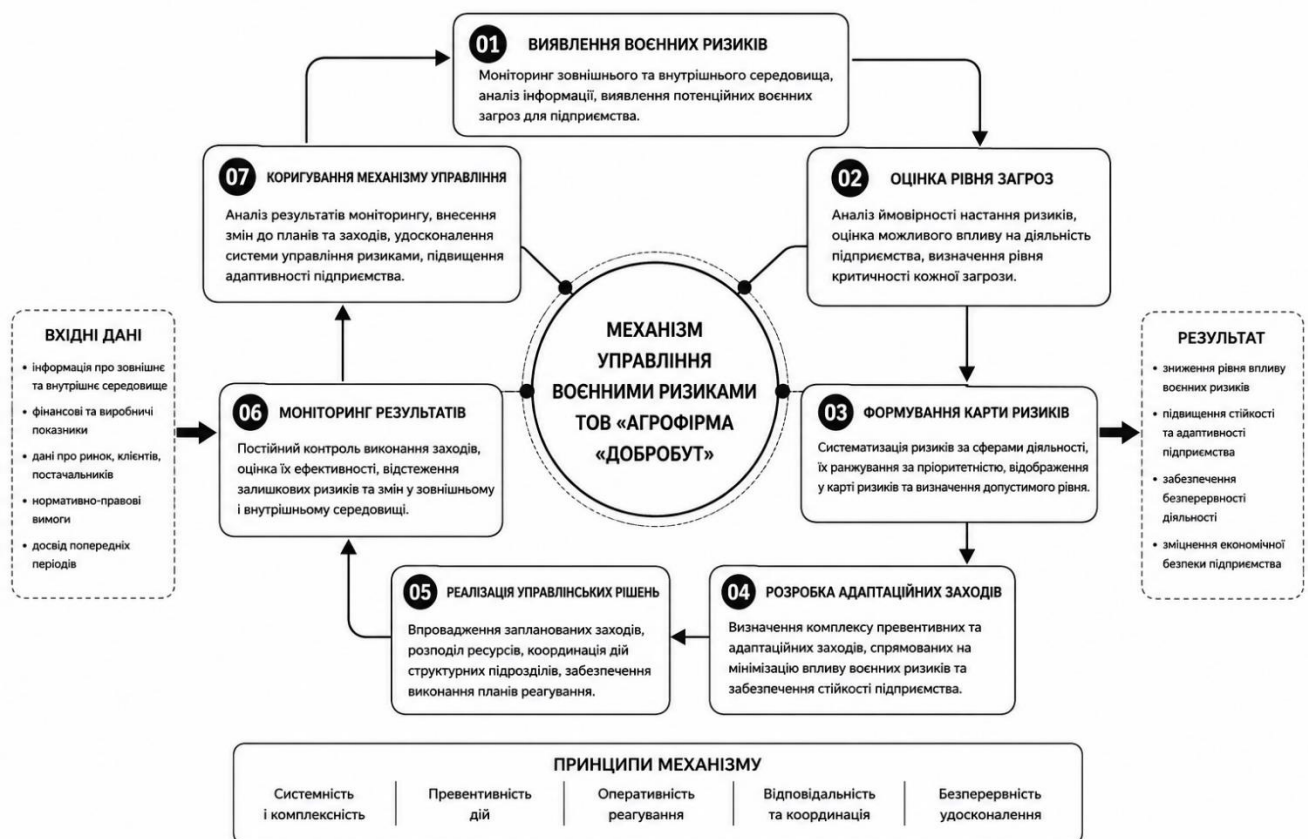 01 ВИЯВЛЕННЯ ВОЄННИХ РИЗИКІВ
Моніторинг зовнішнього та внутрішнього середовища,
аналіз інформації, виявлення потенційних воєнних
загроз для підприємства.
02 ОЦІНКА РІВНЯ ЗАГРОЗ
Аналіз ймовірності настання ризиків,
оцінка можливого впливу на діяльність
підприємства, визначення рівня
критичності кожної загрози.
03 ФОРМУВАННЯ КАРТИ РИЗИКІВ
Систематизація ризиків за сферами діяльності,
їх ранжування за пріоритетністю, відображення
у карті ризиків та визначення допустимого рівня.
04 РОЗРОБКА АДАПТАЦІЙНИХ ЗАХОДІВ
Визначення комплексу превентивних та
адаптаційних заходів, спрямованих на
мінімізацію впливу воєнних ризиків та
забезпечення стійкості підприємства.
05 РЕАЛІЗАЦІЯ УПРАВЛІНСЬКИХ РІШЕНЬ
Впровадження запланованих заходів,
розподіл ресурсів, координація дій
структурних підрозділів, забезпечення
виконання планів реагування.
06 МОНІТОРИНГ РЕЗУЛЬТАТІВ
Постійний контроль виконання заходів,
оцінка їх ефективності, відстеження
залишкових ризиків та змін у зовнішньому
і внутрішньому середовищі.
07 КОРИГУВАННЯ МЕХАНІЗМУ УПРАВЛІННЯ
Аналіз результатів моніторингу, внесення
змін до планів та заходів, удосконалення
системи управління ризиками, підвищення
адаптивності підприємства.
МЕХАНІЗМ
УПРАВЛІННЯ
ВОЄННИМИ РИЗИКАМИ
ТОВ «АГРОФІРМА
«ДОБРОБУТ»
ВХІДНІ ДАНІ
• інформація про зовнішнє
та внутрішнє середовище
• фінансові та виробничі
показники
• дані про ринок, клієнтів,
постачальників
• нормативно-правові
вимоги
• досвід попередніх
періодів
РЕЗУЛЬТАТ
• зниження рівня впливу
воєнних ризиків
• підвищення стійкості
та адаптивності
підприємства
• забезпечення
безперервності
діяльності
• зміцнення економічної
безпеки підприємства
ПРИНЦИПИ МЕХАНІЗМУ
Системність
і комплексність
Превентивність
дій
Оперативність
реагування
Відповідальність
та координація
Безперервність
удосконалення